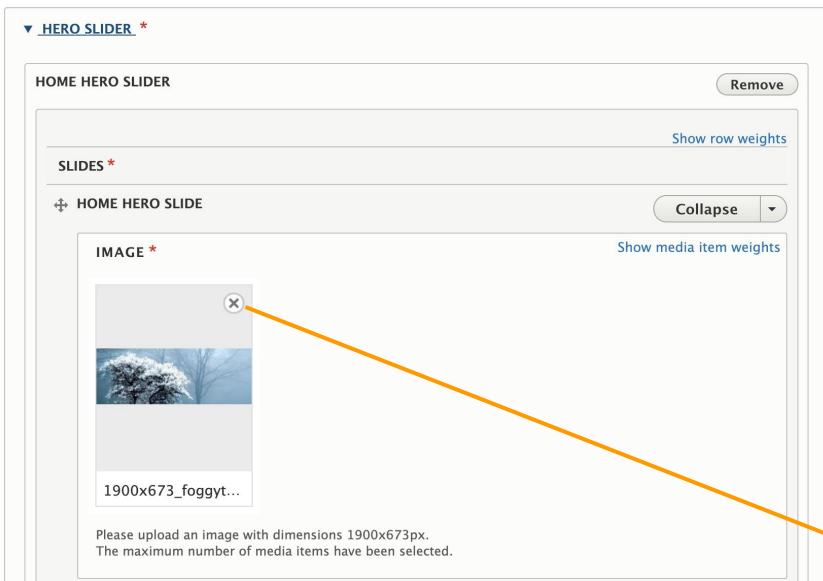 HERO SLIDER *
HOME HERO SLIDER
Remove
Show row weights
SLIDES *
HOME HERO SLIDE
Collapse
IMAGE *
Show media item weights
1900x673_foggyt...
Please upload an image with dimensions 1900x673px.
The maximum number of media items have been selected.